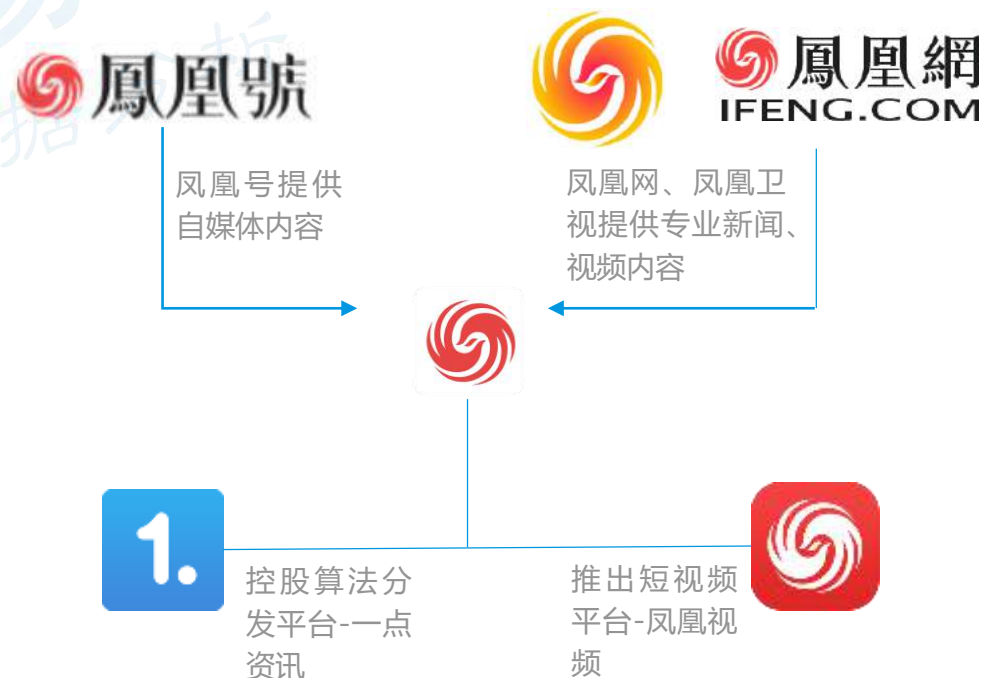 鳳凰號
鳳凰網
IFENG.COM
凤凰号提供
自媒体内容
凤凰网、凤凰卫
视提供专业新闻、
视频内容
1.
控股算法分
发平台-一点
资讯
推出短视频
平台-凤凰视
频